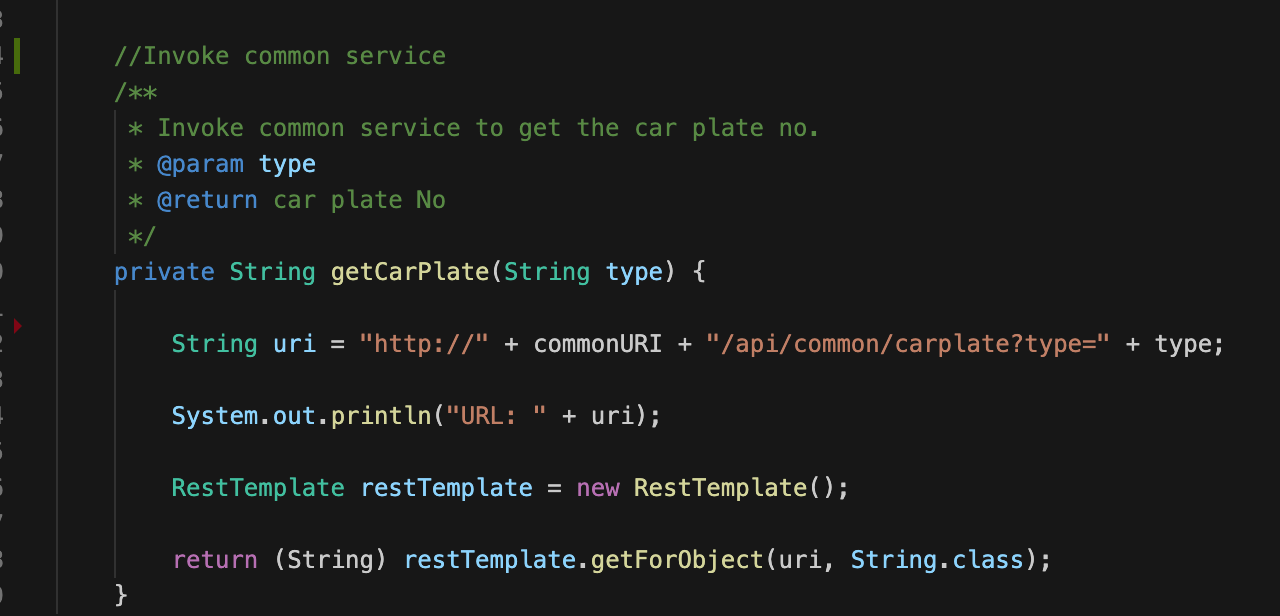 //Invoke common service
/**
* Invoke common service to get the car plate no.
* @param type
* @return car plate No
*/
private String getCarPlate(String type) {
String uri = "http://" + commonURI + "/api/common/carplate?type=" + type;
System.out.println("URL: " + uri);
RestTemplate restTemplate = new RestTemplate();
return (String) restTemplate.getForObject(uri, String.class);
}